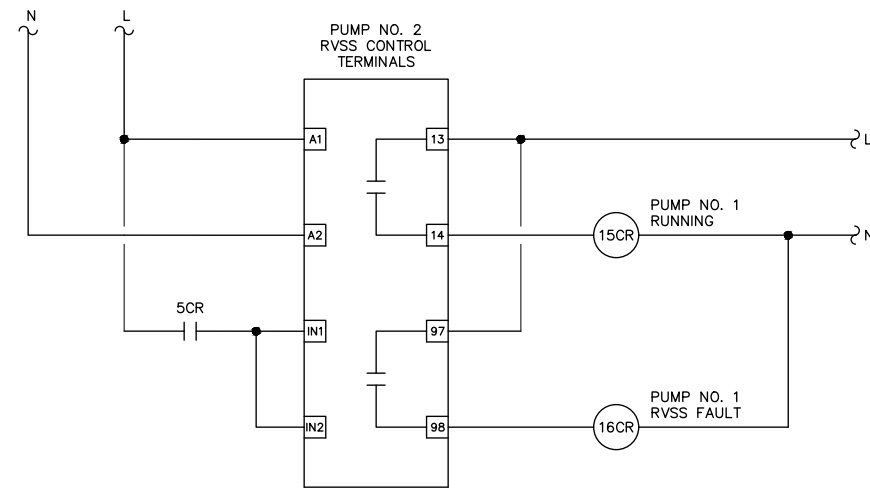 N
L
PUMP NO. 2
RVSS CONTROL
TERMINALS
A1
13
L
A2
14
15CR
PUMP NO. 1
RUNNING
N
5CR
IN1
97
IN2
98
16CR
PUMP NO. 1
RVSS FAULT